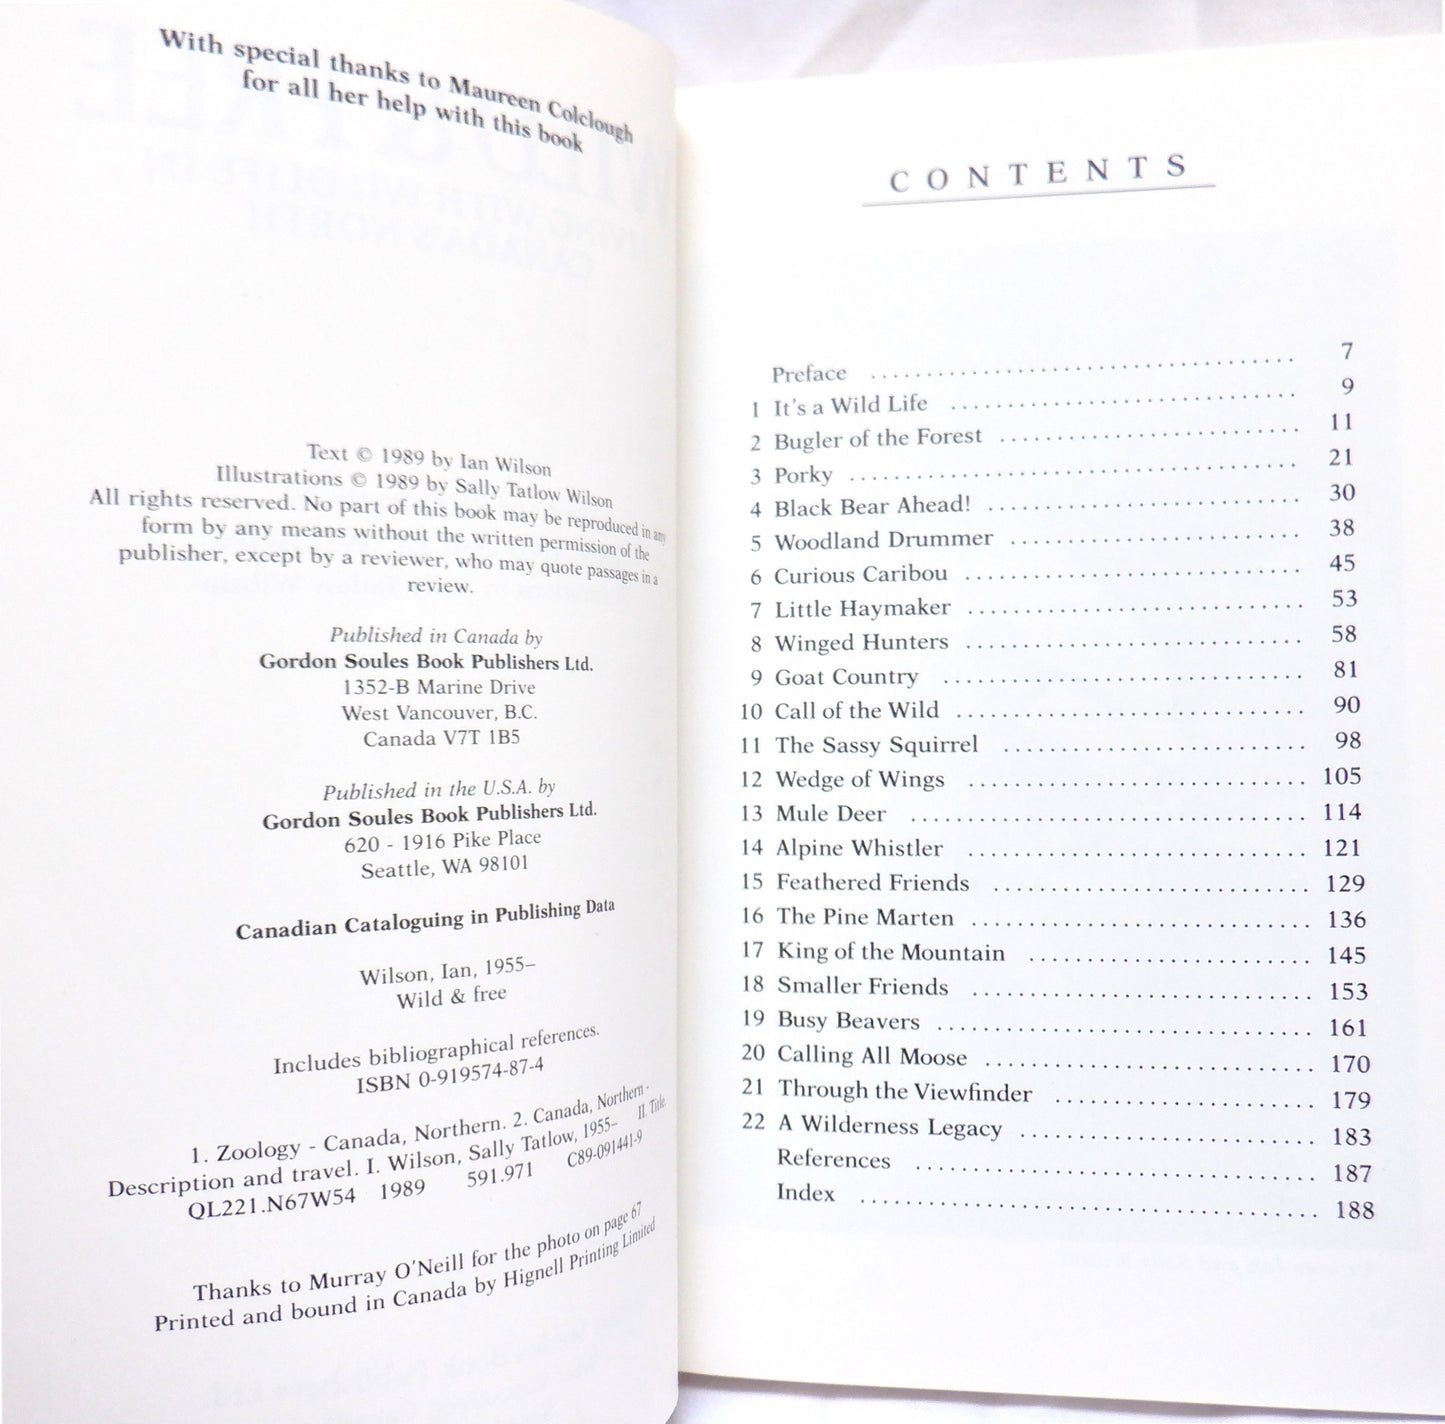 With special thanks to Maureen Colclough
for all her help with this book
Text © 1989 by Ian Wilson
Illustrations © 1989 by Sally Tatlow Wilson
All rights reserved. No part of this book may be reproduced in any
form by any means without the written permission of the
publisher, except by a reviewer, who may quote passages in a
review.
Published in Canada by
Gordon Soules Book Publishers Ltd.
1352-B Marine Drive
West Vancouver, B.C.
Canada V7T 1B5
Published in the U.S.A. by
Gordon Soules Book Publishers Ltd.
620 - 1916 Pike Place
Seattle, WA 98101
Canadian Cataloguing in Publishing Data
Wilson, Ian, 1955–
Wild & free
Includes bibliographical references.
ISBN 0-919574-87-4
1. Zoology - Canada, Northern. 2. Canada, Northern -
Description and travel. I. Wilson, Sally Tatlow, 1955– II. Title.
QL221.N67W54 1989 591.971 C89-091441-9
Thanks to Murray O'Neill for the photo on page 67
Printed and bound in Canada by Hignell Printing Limited
CONTENTS
Preface 7
1 It's a Wild Life 9
2 Bugler of the Forest 11
3 Porky 21
4 Black Bear Ahead! 30
5 Woodland Drummer 38
6 Curious Caribou 45
7 Little Haymaker 53
8 Winged Hunters 58
9 Goat Country 81
10 Call of the Wild 90
11 The Sassy Squirrel 98
12 Wedge of Wings 105
13 Mule Deer 114
14 Alpine Whistler 121
15 Feathered Friends 129
16 The Pine Marten 136
17 King of the Mountain 145
18 Smaller Friends 153
19 Busy Beavers 161
20 Calling All Moose 170
21 Through the Viewfinder 179
22 A Wilderness Legacy 183
References 187
Index 188